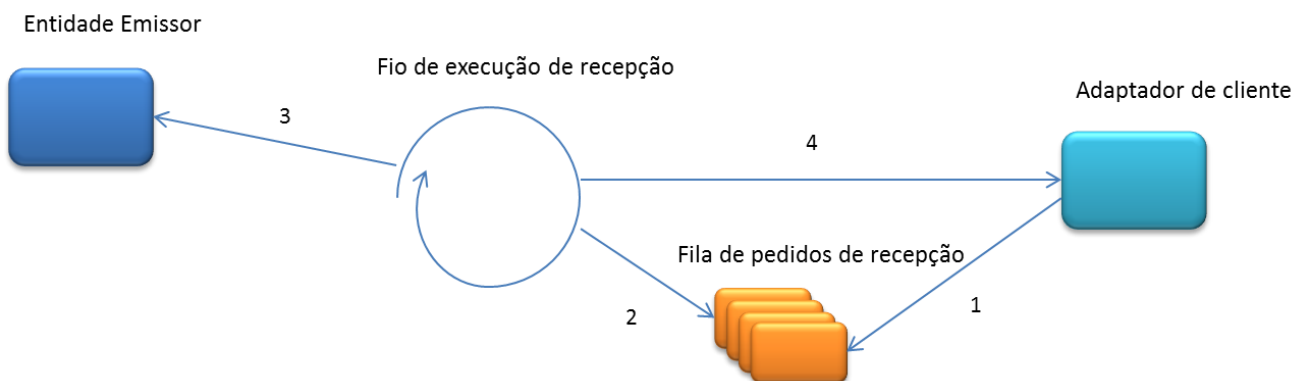 Entidade Emissor
Fio de execução de recepção
Adaptador de cliente
3
4
Fila de pedidos de recepção
2
1